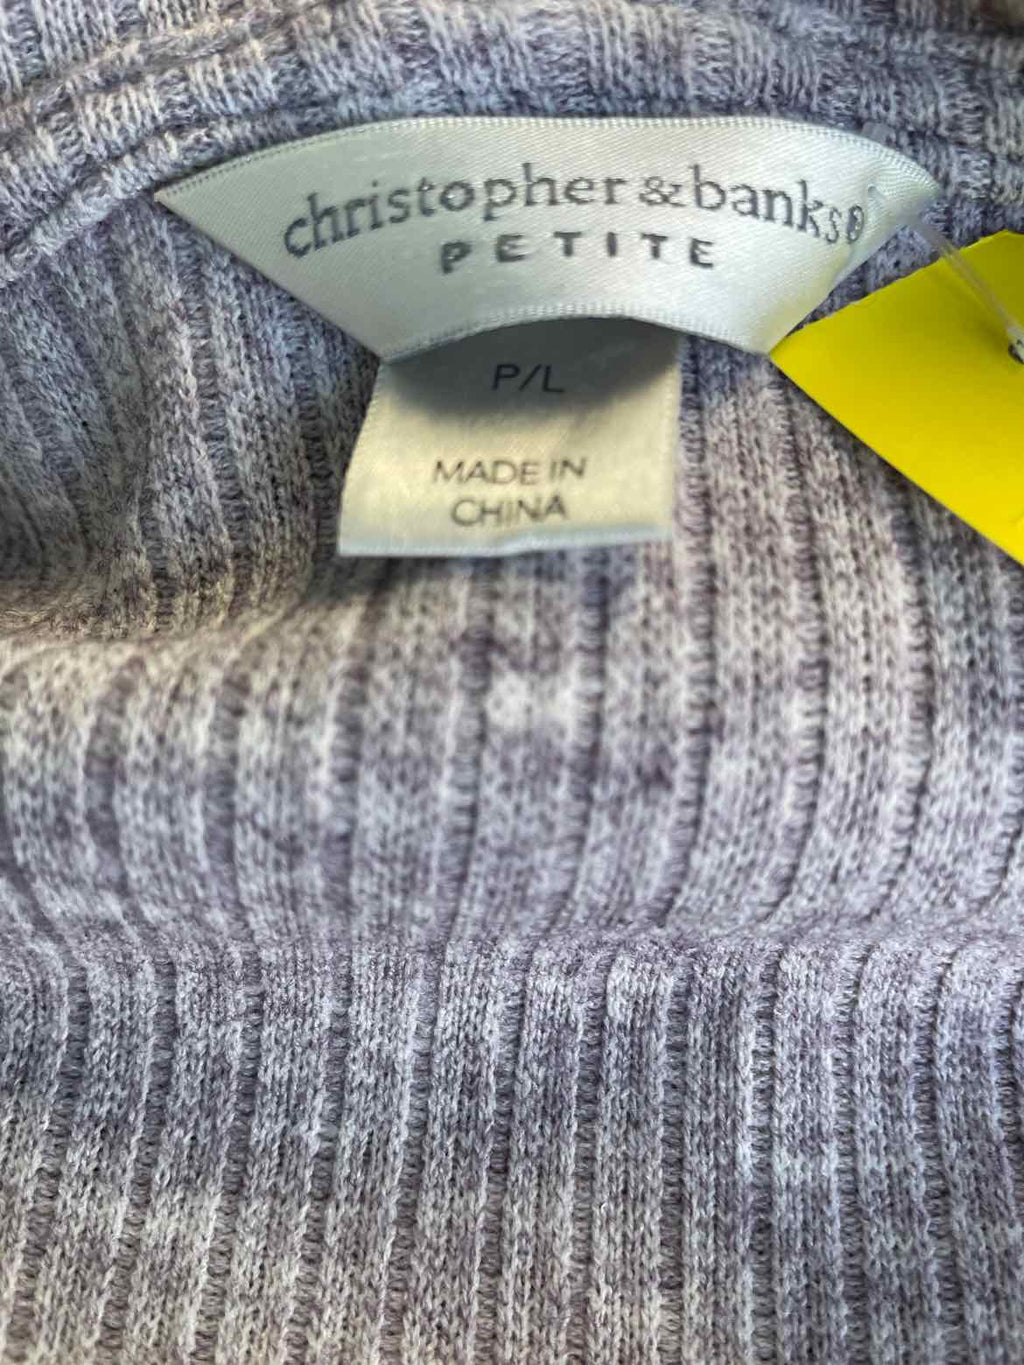 christopher & banks®
PETITE
P/L
MADE IN
CHINA